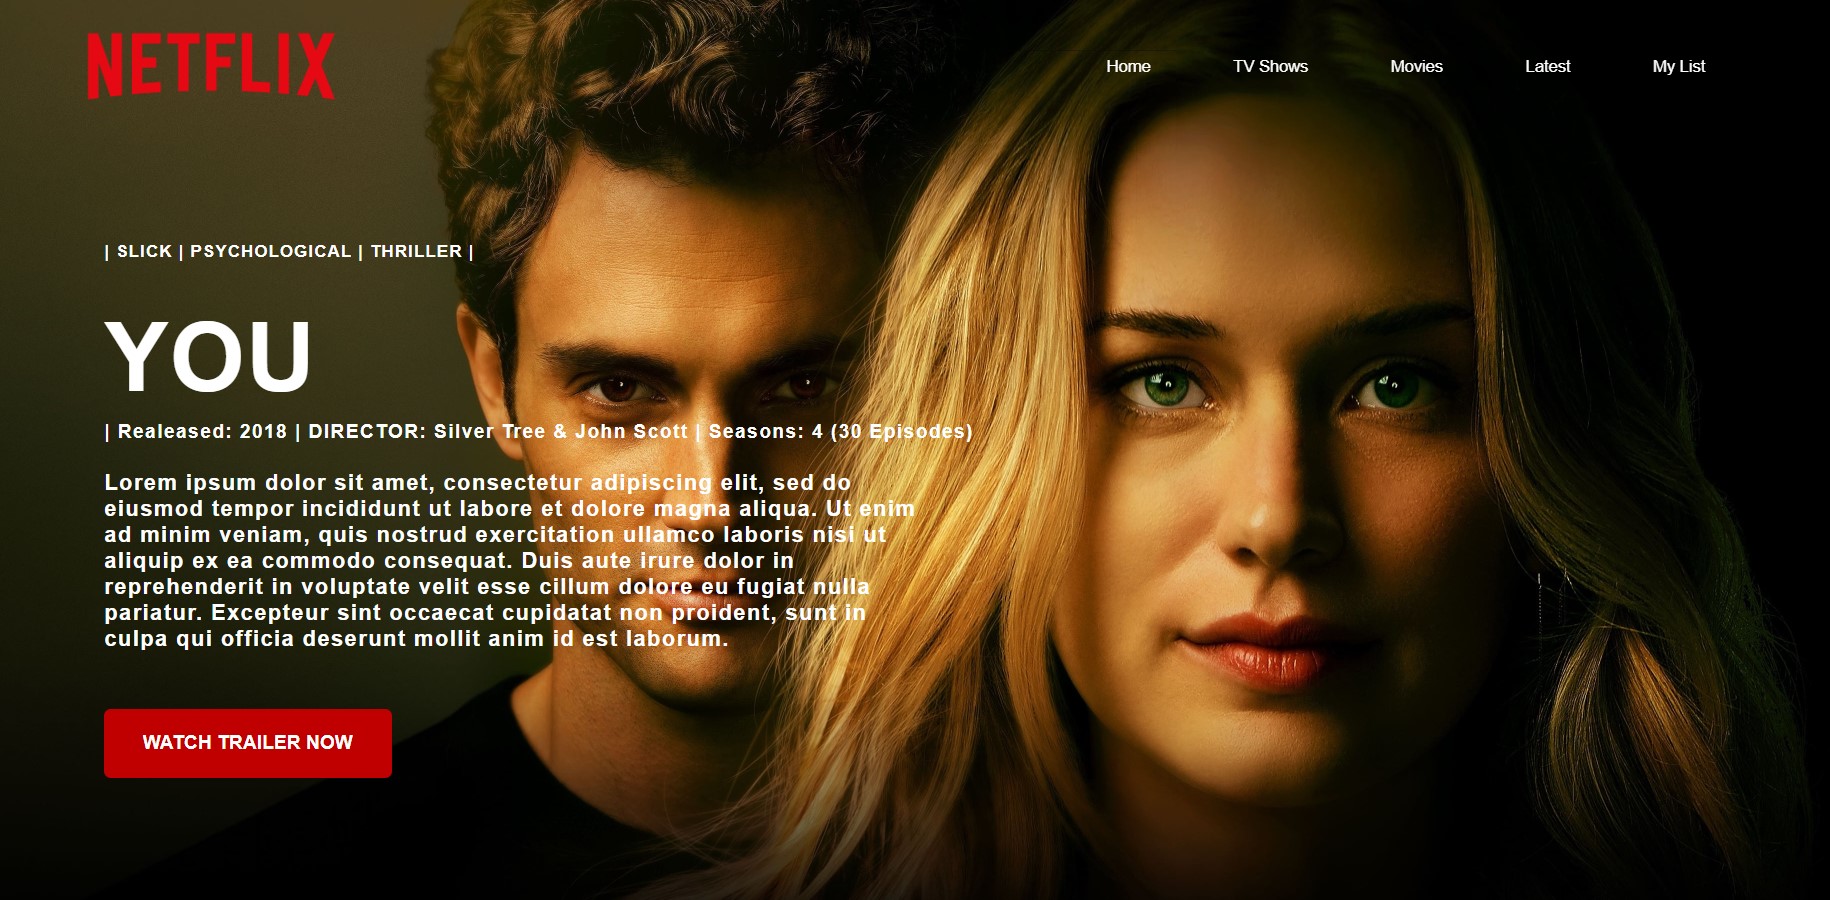 NETFLIX
Home TV Shows Movies Latest My List
| SLICK | PSYCHOLOGICAL | THRILLER |
YOU
| Realeased: 2018 | DIRECTOR: Silver Tree & John Scott | Seasons: 4 (30 Episodes)
Lorem ipsum dolor sit amet, consectetur adipiscing elit, sed do
eiusmod tempor incididunt ut labore et dolore magna aliqua. Ut enim
ad minim veniam, quis nostrud exercitation ullamco laboris nisi ut
aliquip ex ea commodo consequat. Duis aute irure dolor in
reprehenderit in voluptate velit esse cillum dolore eu fugiat nulla
pariatur. Excepteur sint occaecat cupidatat non proident, sunt in
culpa qui officia deserunt mollit anim id est laborum.
WATCH TRAILER NOW